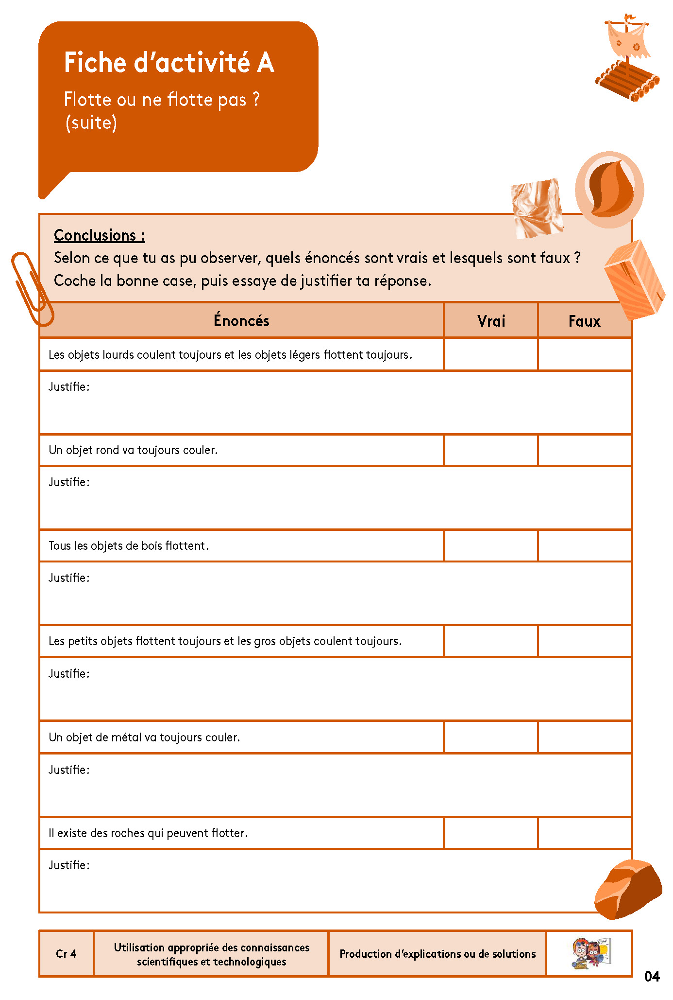 Fiche d’activité A
Flotte ou ne flotte pas ?
(suite)
Conclusions :
Selon ce que tu as pu observer, quels énoncés sont vrais et lesquels sont faux ?
Coche la bonne case, puis essaye de justifier ta réponse.
Énoncés Vrai Faux
Les objets lourds coulent toujours et les objets légers flottent toujours.
Justifie:
Un objet rond va toujours couler.
Justifie:
Tous les objets de bois flottent.
Justifie:
Les petits objets flottent toujours et les gros objets coulent toujours.
Justifie:
Un objet de métal va toujours couler.
Justifie:
Il existe des roches qui peuvent flotter.
Justifie:
Cr 4
Utilisation appropriée des connaissances
scientifiques et technologiques
Production d’explications ou de solutions
04